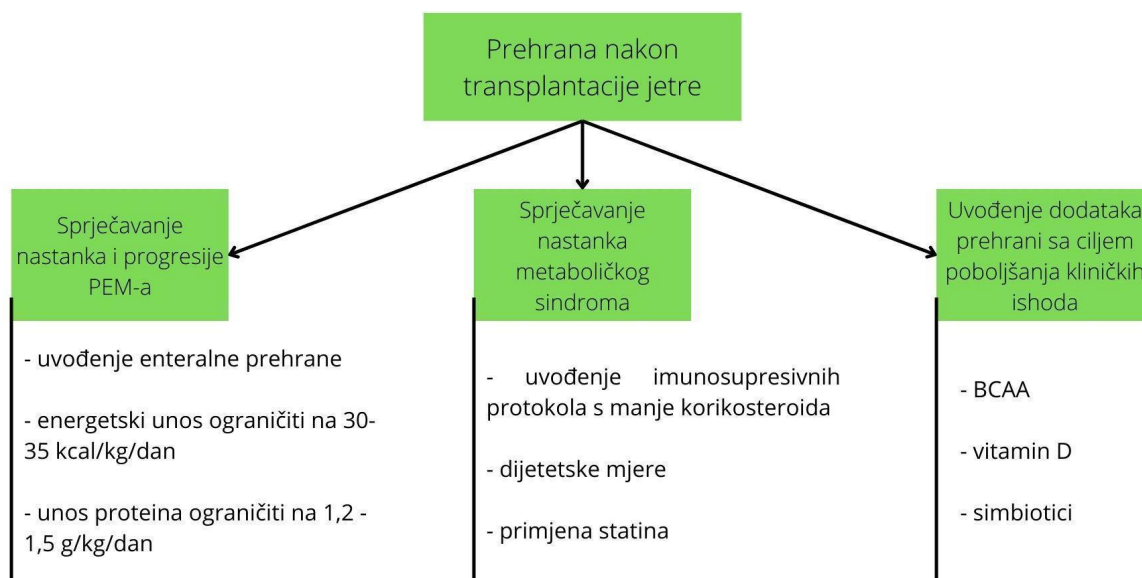 Prehrana nakon
transplantacije jetre
Sprječavanje
nastanka i progresije
PEM-a
- uvođenje enteralne prehrane
- energetski unos ograničiti na 30-
35 kcal/kg/dan
- unos proteina ograničiti na 1,2 -
1,5 g/kg/dan
Sprječavanje
nastanka
metaboličkog
sindroma
- uvođenje imunosupresivnih
protokola s manje korikosteroida
- dijetetske mjere
- primjena statina
Uvođenje dodataka
prehrani sa ciljem
poboljšanja kliničkih
ishoda
- BCAA
- vitamin D
- simbiotici